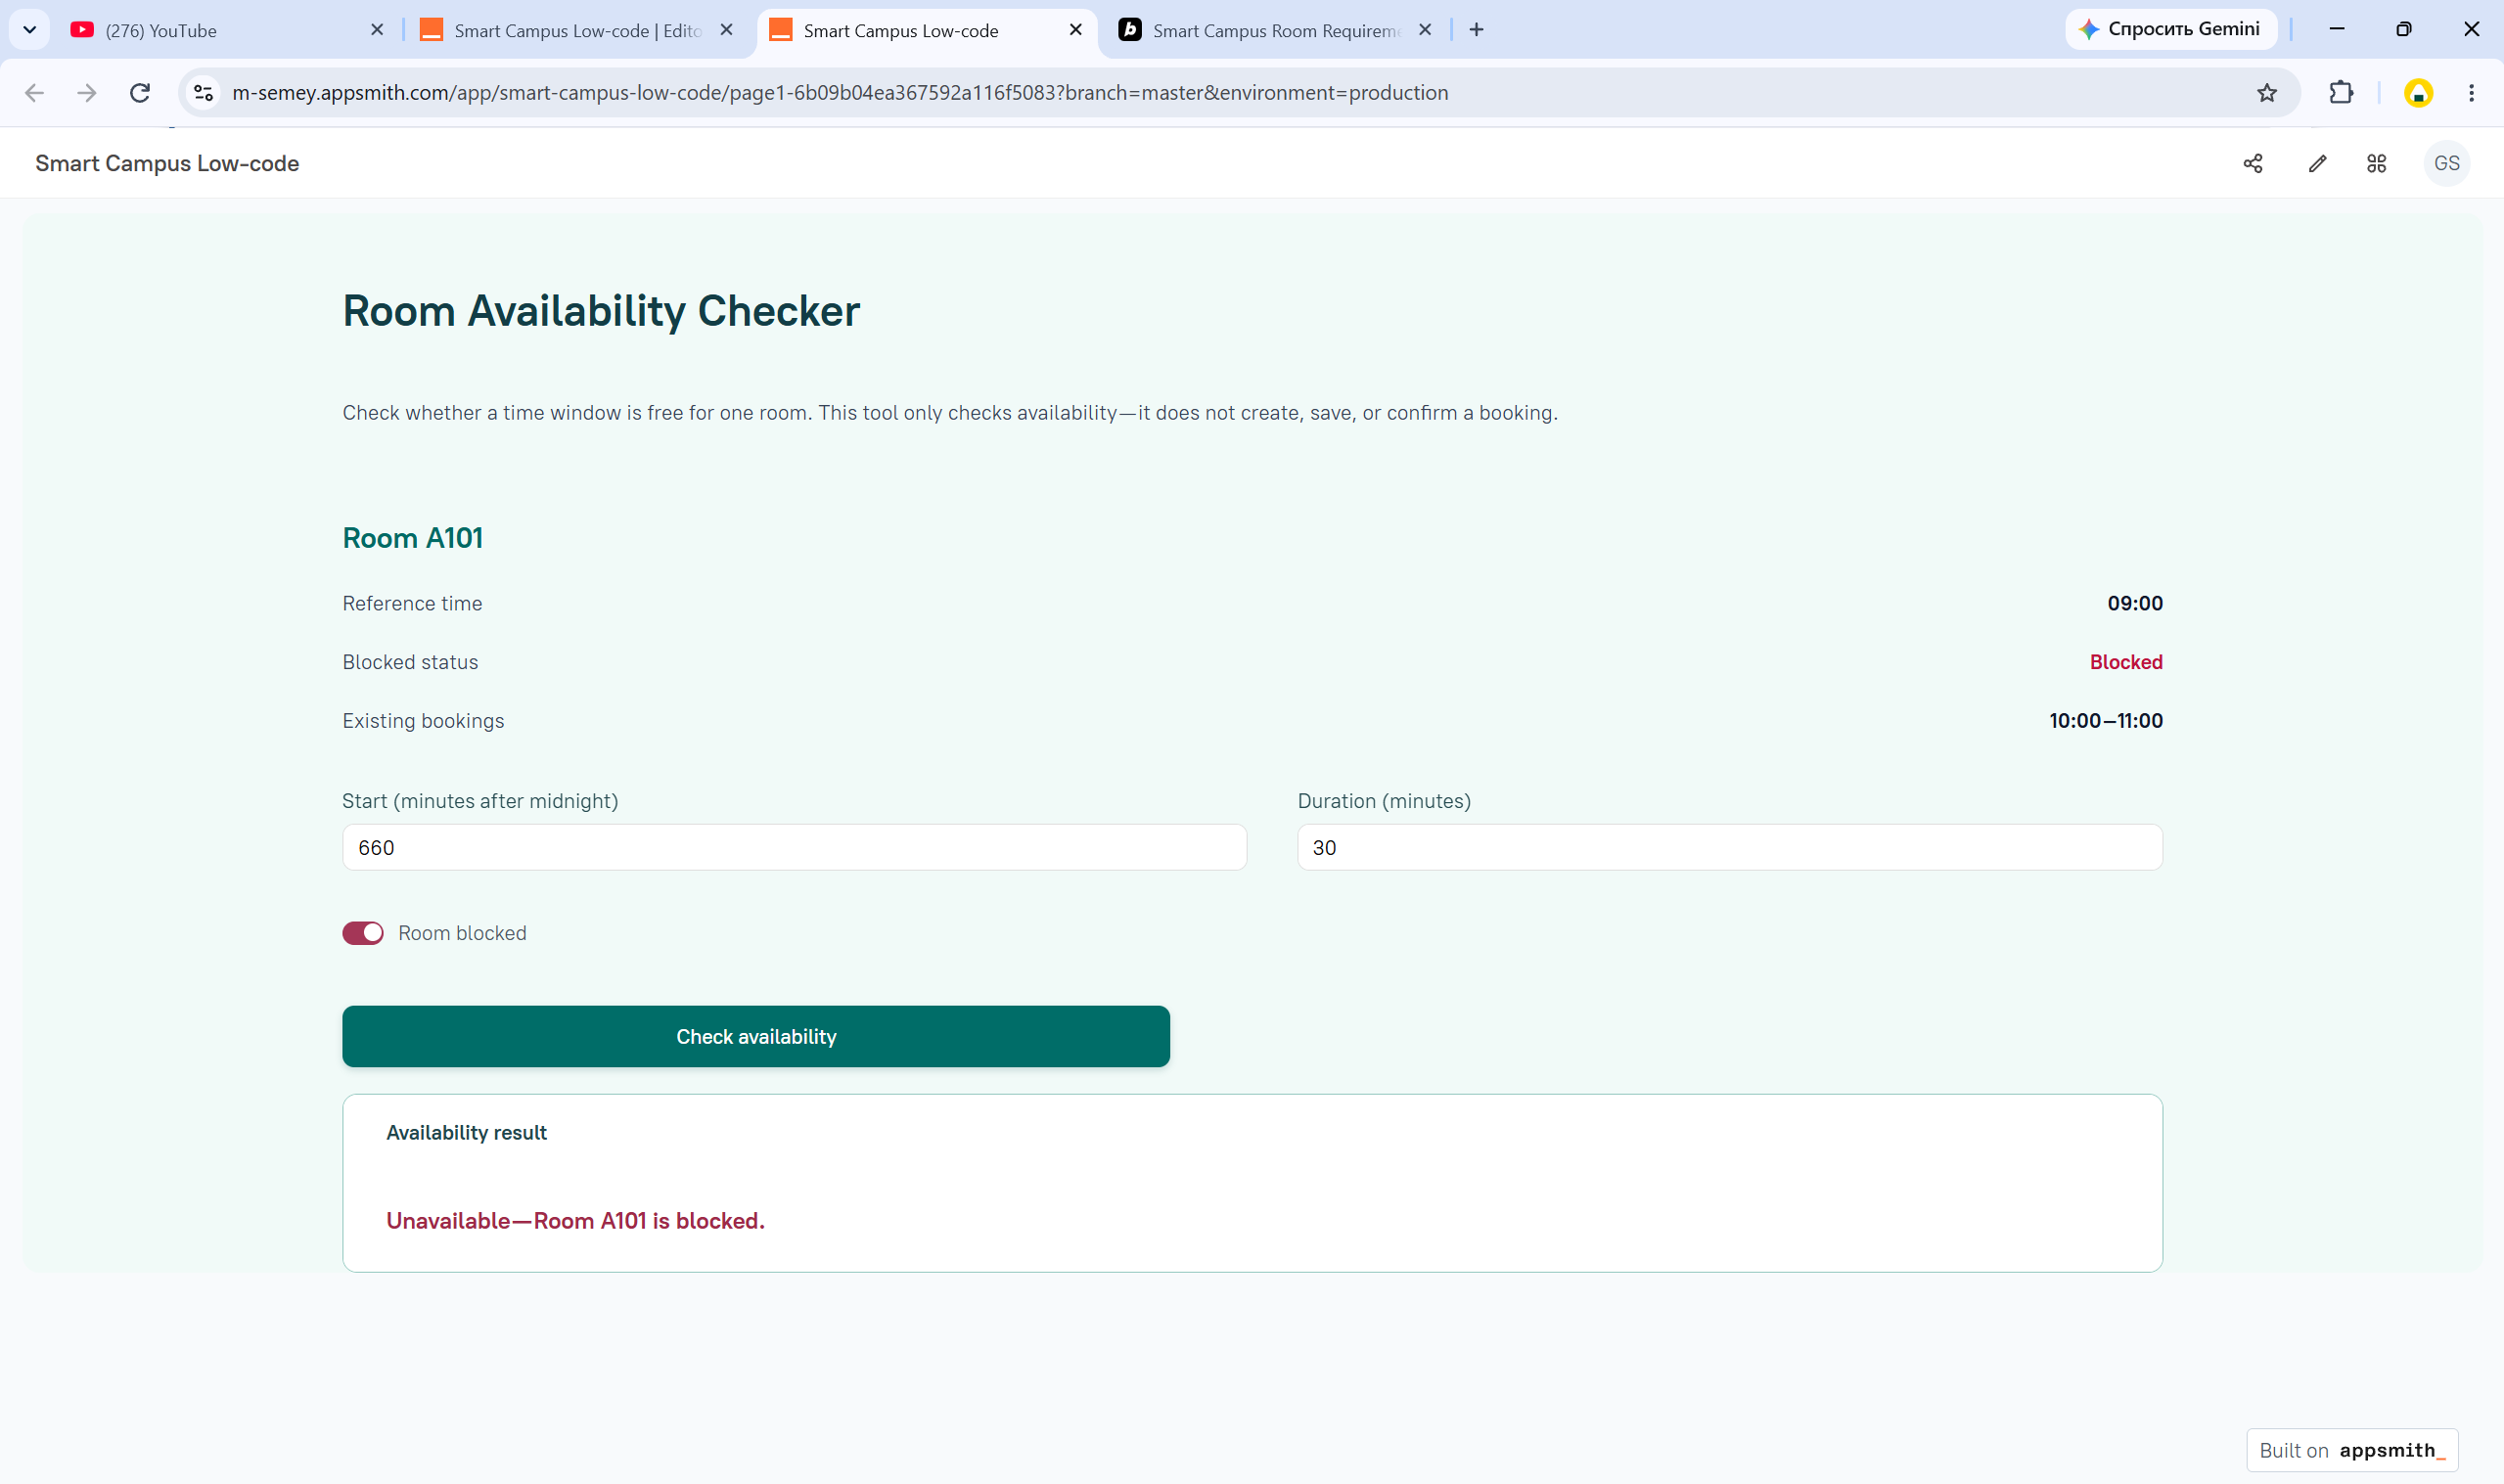 (276) YouTube
Smart Campus Low-code | Edito
Smart Campus Low-code
Smart Campus Room Requireme
Спросить Gemini
m-semey.appsmith.com/app/smart-campus-low-code/page1-6b09b04ea367592a116f5083?branch=master&environment=production
Smart Campus Low-code
GS
Room Availability Checker
Check whether a time window is free for one room. This tool only checks availability—it does not create, save, or confirm a booking.
Room A101
Reference time 09:00
Blocked status Blocked
Existing bookings 10:00–11:00
Start (minutes after midnight) Duration (minutes)
660 30
Room blocked
Check availability
Availability result
Unavailable—Room A101 is blocked.
Built on appsmith_